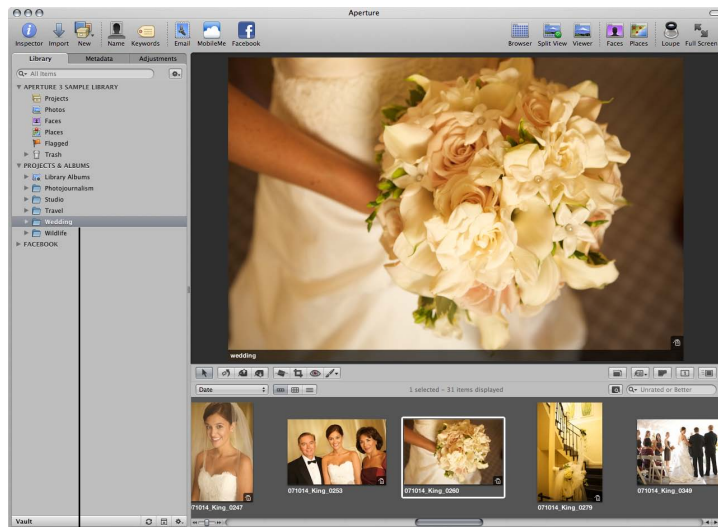 Aperture
Inspector Import New Name Keywords Email MobileMe Facebook Browser Split View Viewer Faces Places Loupe Full Screen
Library Metadata Adjustments
All Items
APERTURE 3 SAMPLE LIBRARY
Projects
Photos
Faces
Places
Flagged
Trash
PROJECTS & ALBUMS
Library Albums
Photojournalism
Studio
Travel
Wedding
Wildlife
FACEBOOK
wedding
Date
1 selected – 31 items displayed
Unrated or Better
071014_King_0247
071014_King_0253
071014_King_0260
071014_King_0279
071014_King_0349
Vault